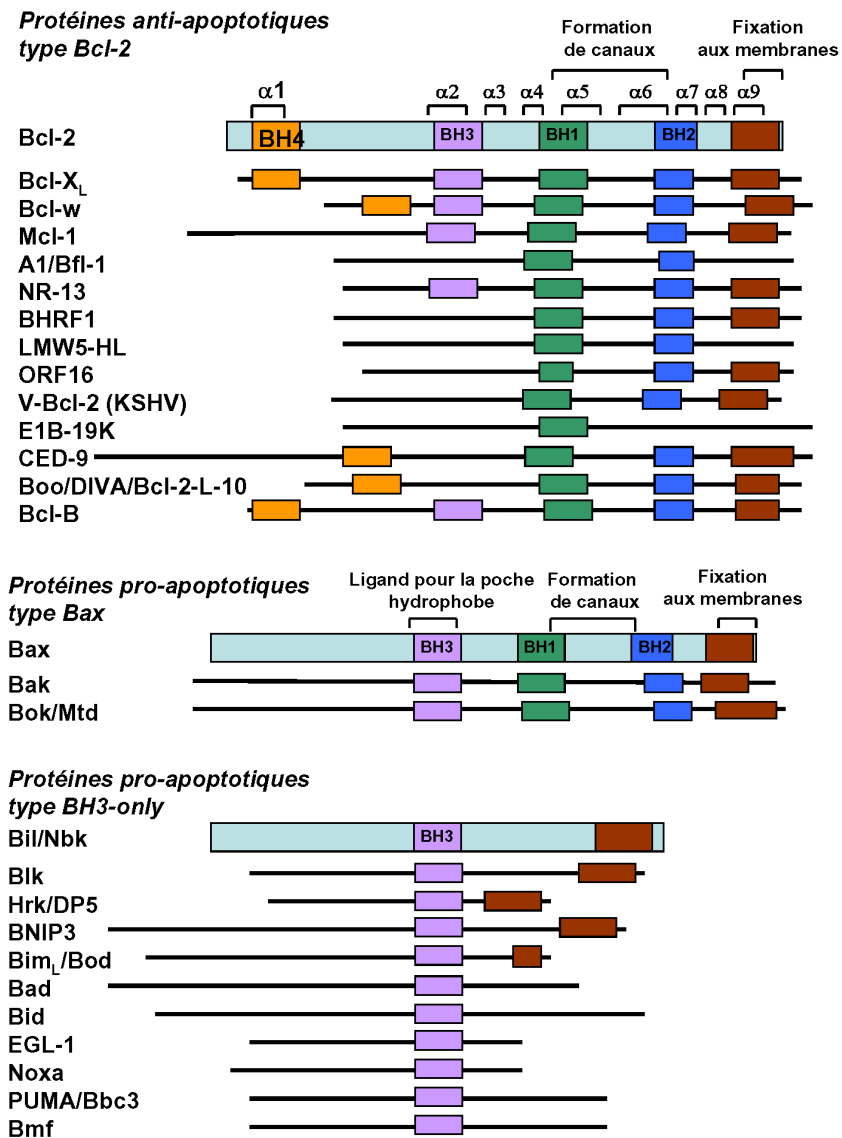 Protéines anti-apoptotiques
type Bcl-2
Formation
de canaux
Fixation
aux membranes
α1
α2
α3
α4
α5
α6
α7
α8
α9
Bcl-2
BH4
BH3
BH1
BH2
Bcl-XL
Bcl-w
Mcl-1
A1/Bfl-1
NR-13
BHRF1
LMW5-HL
ORF16
V-Bcl-2 (KSHV)
E1B-19K
CED-9
Boo/DIVA/Bcl-2-L-10
Bcl-B
Protéines pro-apoptotiques
type Bax
Ligand pour la poche
hydrophobe
Formation
de canaux
Fixation
aux membranes
Bax
BH3
BH1
BH2
Bak
Bok/Mtd
Protéines pro-apoptotiques
type BH3-only
Bil/Nbk
BH3
Blk
Hrk/DP5
BNIP3
BimL/Bod
Bad
Bid
EGL-1
Noxa
PUMA/Bbc3
Bmf